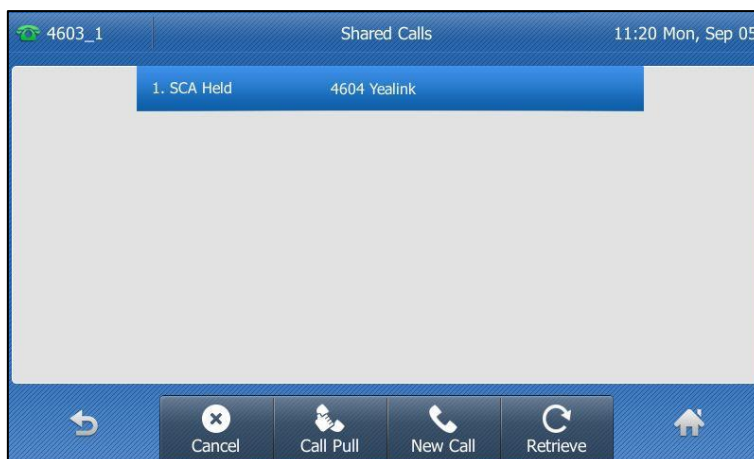 4603_1 Shared Calls 11:20 Mon, Sep 05
1. SCA Held 4604 Yealink
Cancel Call Pull New Call Retrieve